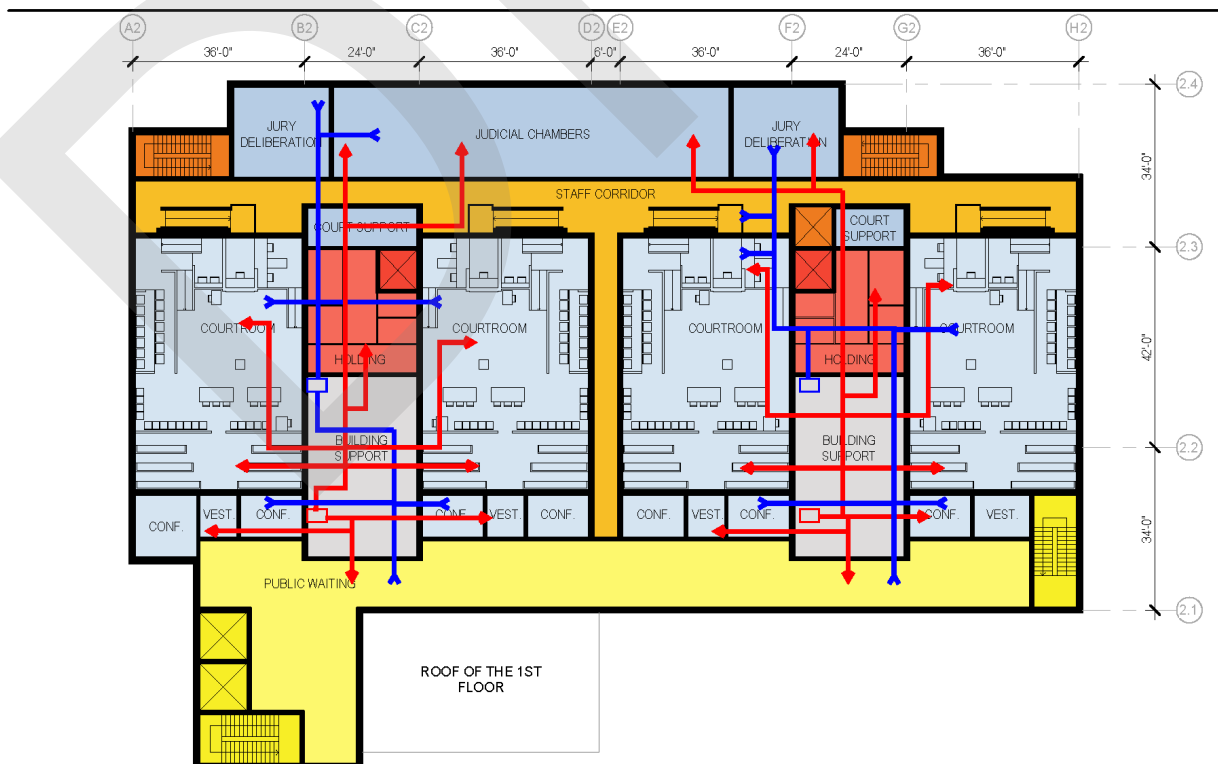 A2
B2
C2
D2
E2
F2
G2
H2
36'-0"
24'-0"
36'-0"
6'-0"
36'-0"
24'-0"
36'-0"
2.4
JURY
DELIBERATION
JUDICIAL CHAMBERS
JURY
DELIBERATION
34'-0"
STAFF CORRIDOR
COURT SUPPORT
COURT
SUPPORT
2.3
COURTROOM
COURTROOM
COURTROOM
COURTROOM
HOLDING
HOLDING
42'-0"
BUILDING
SUPPORT
BUILDING
SUPPORT
2.2
CONF.
VEST.
CONF.
CONF.
VEST.
CONF.
CONF.
VEST.
CONF.
CONF.
VEST.
34'-0"
PUBLIC WAITING
2.1
ROOF OF THE 1ST
FLOOR